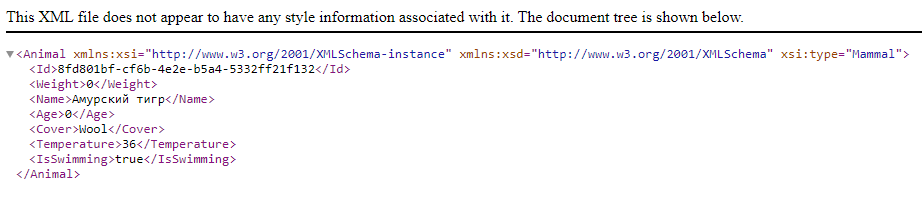 This XML file does not appear to have any style information associated with it. The document tree is shown below.
▼<Animal xmlns:xsi="http://www.w3.org/2001/XMLSchema-instance" xmlns:xsd="http://www.w3.org/2001/XMLSchema" xsi:type="Mammal">
<Id>8fd801bf-cf6b-4e2e-b5a4-5332ff21f132</Id>
<Weight>0</Weight>
<Name>Амурский тигр</Name>
<Age>0</Age>
<Cover>Wool</Cover>
<Temperature>36</Temperature>
<IsSwimming>true</IsSwimming>
</Animal>